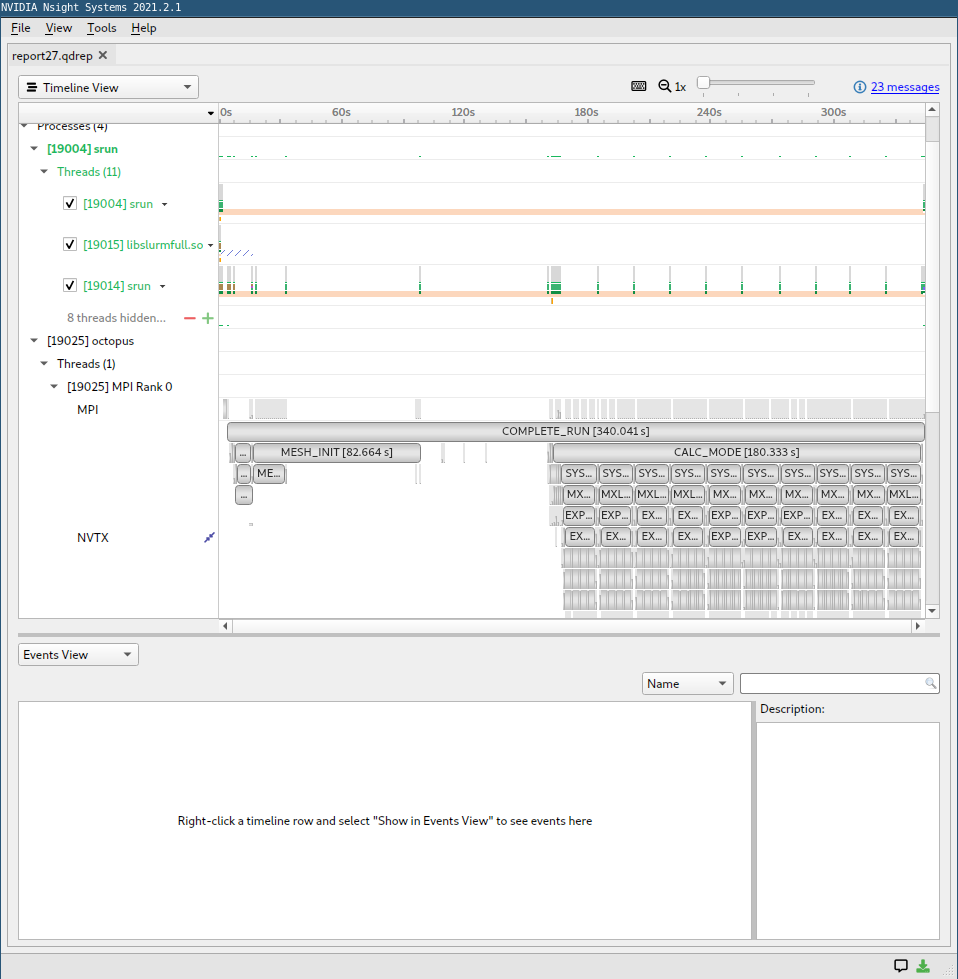 NVIDIA Nsight Systems 2021.2.1
File View Tools Help
report27.qdrep
Timeline View 1x 23 messages
0s 60s 120s 180s 240s 300s
Processes (4)
[19004] srun
Threads (11)
[19004] srun
[19015] libslurmfull.so
[19014] srun
8 threads hidden...
[19025] octopus
Threads (1)
[19025] MPI Rank 0
MPI
COMPLETE_RUN [340.041 s]
... MESH_INIT [82.664 s] CALC_MODE [180.333 s]
... ME... SYS... SYS... SYS... SYS... SYS... SYS... SYS... SYS... SYS... SYS...
... MX... MXL... MXL... MXL... MX... MX... MX... MX... MX... MXL...
EXP... EXP... EX... EX... EXP... EXP... EXP... EX... EX... EX...
NVTX EX... EX... EX... EX... EXP... EXP... EX... EX... EX... EX...
Events View
Name
Description:
Right-click a timeline row and select "Show in Events View" to see events here